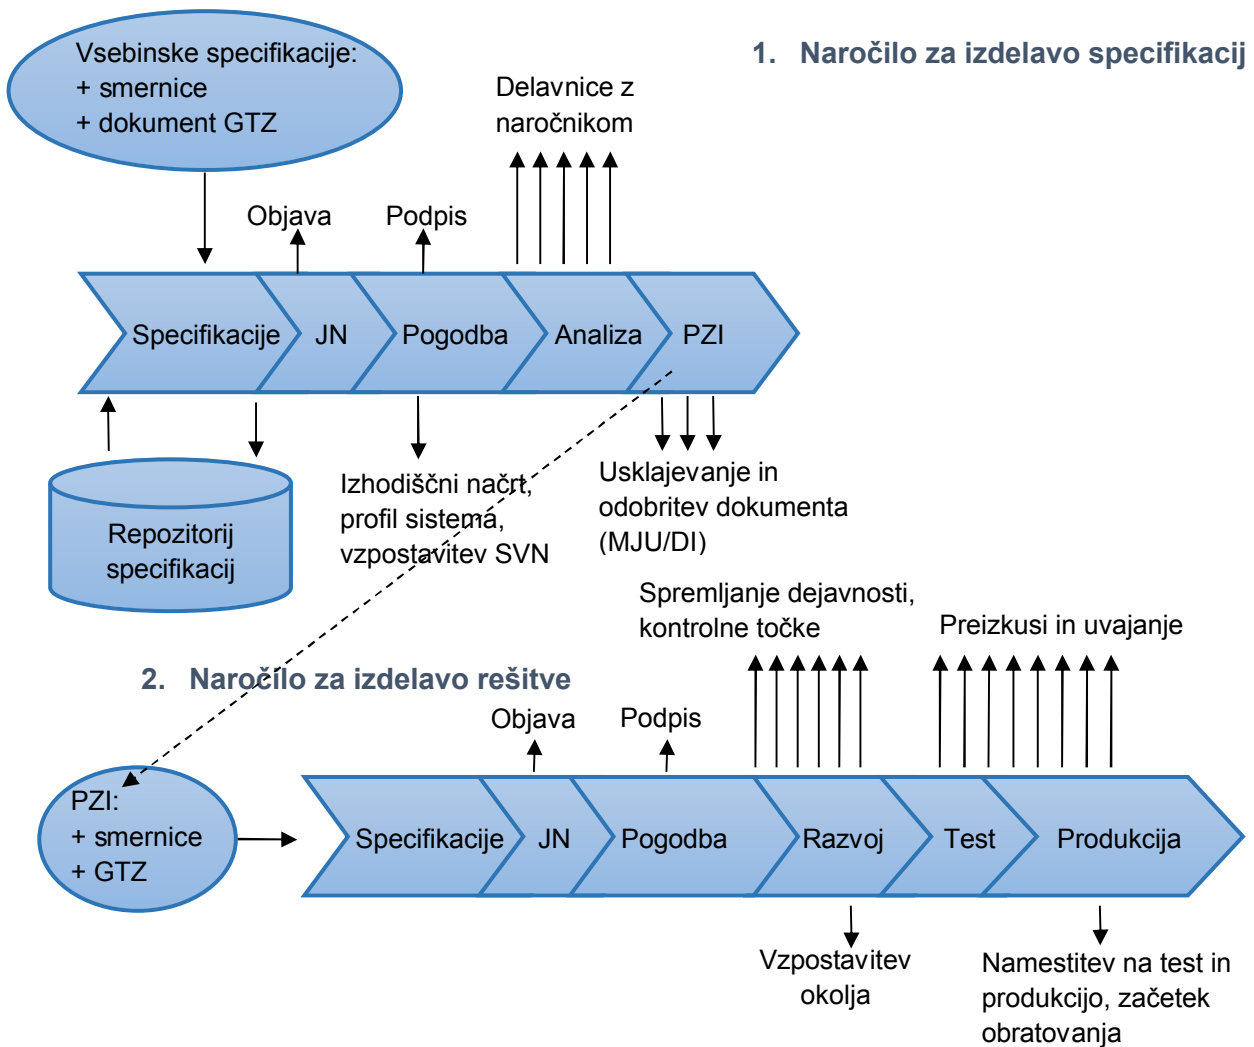 Vsebinske specifikacije:
+ smernice
+ dokument GTZ
1. Naročilo za izdelavo specifikacij
Delavnice z
naročnikom
Objava
Podpis
Specifikacije
JN
Pogodba
Analiza
PZI
Repozitorij
specifikacij
Izhodiščni načrt,
profil sistema,
vzpostavitev SVN
Usklajevanje in
odobritev dokumenta
(MJU/DI)
Spremljanje dejavnosti,
kontrolne točke
Preizkusi in uvajanje
2. Naročilo za izdelavo rešitve
Objava
Podpis
PZI:
+ smernice
+ GTZ
Specifikacije
JN
Pogodba
Razvoj
Test
Produkcija
Vzpostavitev
okolja
Namestitev na test in
produkcijo, začetek
obratovanja